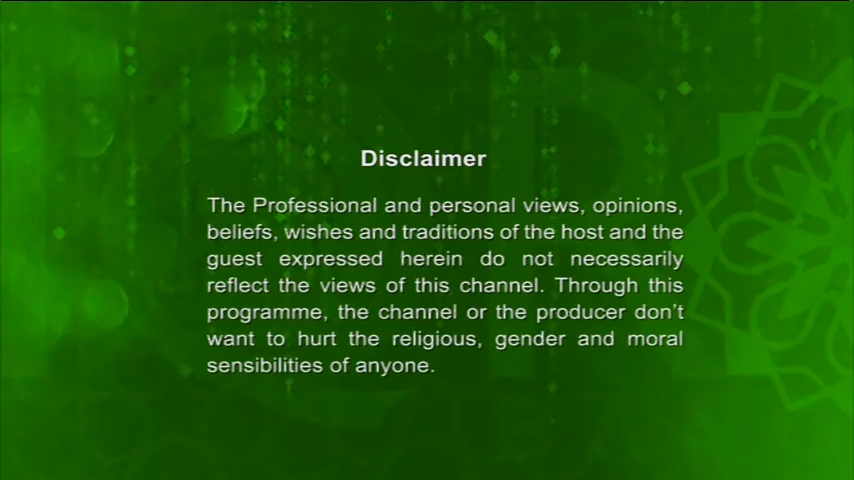 Disclaimer
The Professional and personal views, opinions,
beliefs, wishes and traditions of the host and the
guest expressed herein do not necessarily
reflect the views of this channel. Through this
programme, the channel or the producer don't
want to hurt the religious, gender and moral
sensibilities of anyone.